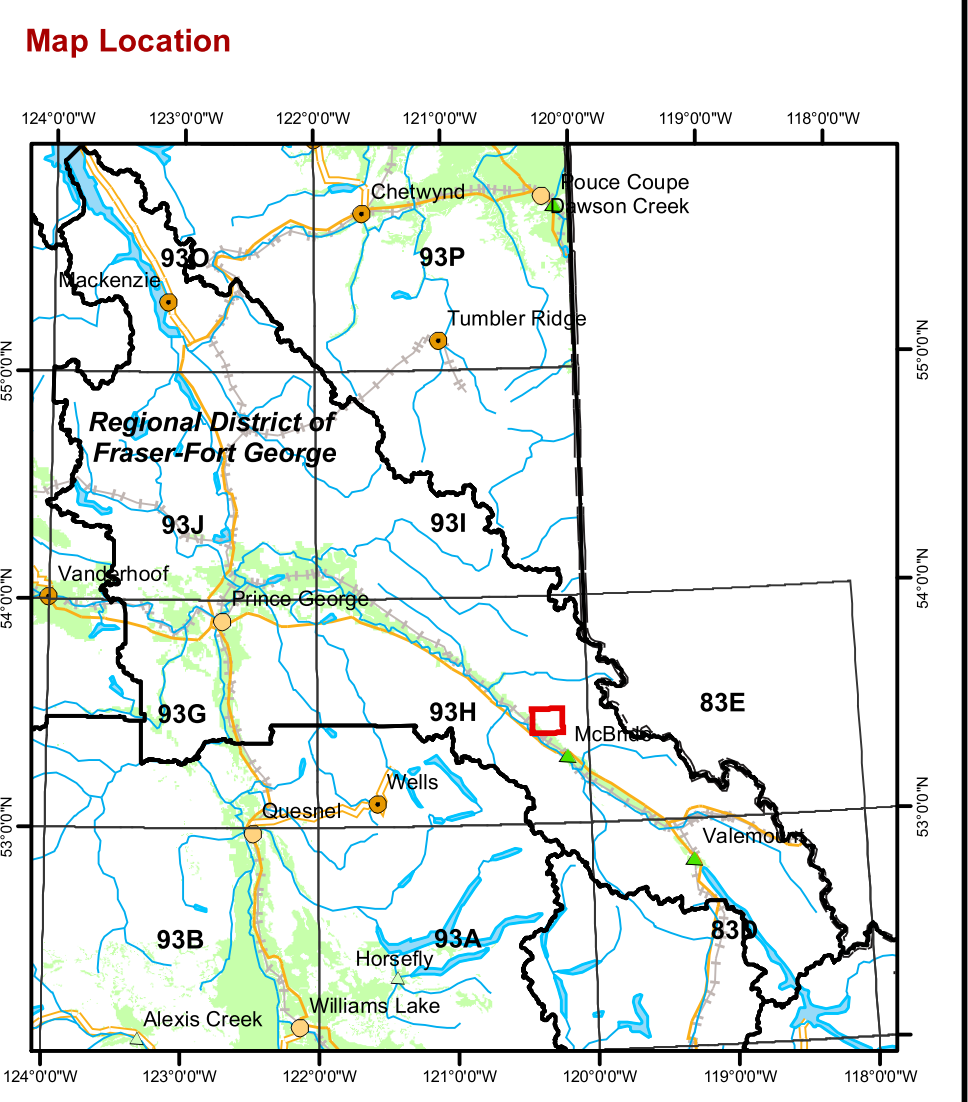 Map Location
124°0'0"W
123°0'0"W
122°0'0"W
121°0'0"W
120°0'0"W
119°0'0"W
118°0'0"W
Pouce Coupe
Chetwynd
Dawson Creek
93O
93P
Mackenzie
Tumbler Ridge
55°0'0"N
55°0'0"N
Regional District of
Fraser-Fort George
93J
93I
Vanderhoof
54°0'0"N
54°0'0"N
Prince George
93G
93H
83E
McBride
Wells
Quesnel
53°0'0"N
53°0'0"N
Valemount
93B
93A
83D
Horsefly
Williams Lake
Alexis Creek
124°0'0"W
123°0'0"W
122°0'0"W
121°0'0"W
120°0'0"W
119°0'0"W
118°0'0"W